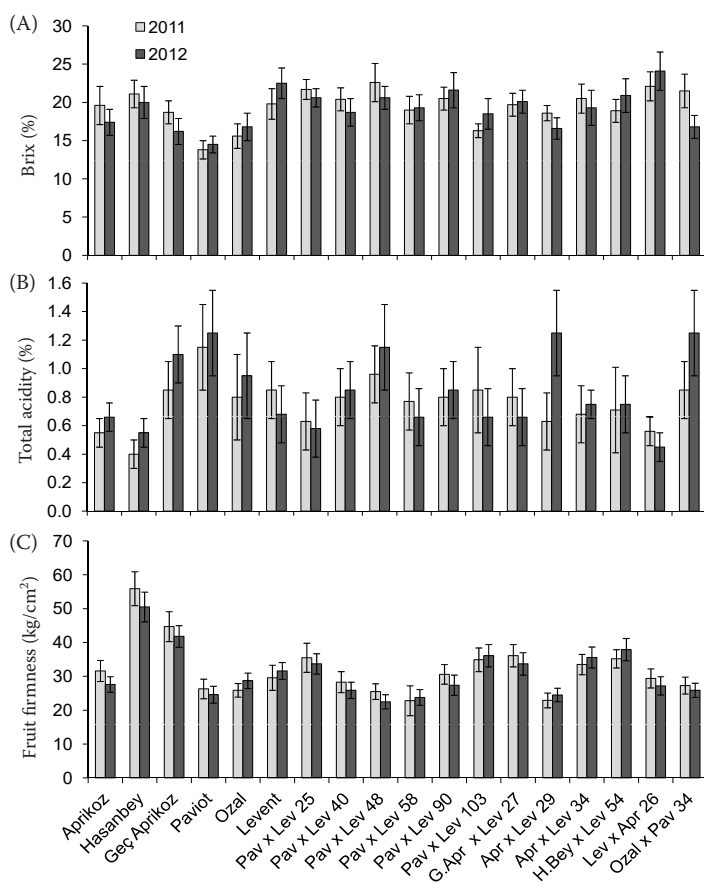 (A)
2011
2012
Brix (%)
30
25
20
15
10
5
0
(B)
Total acidity (%)
1.6
1.4
1.2
1.0
0.8
0.6
0.4
0.2
0.0
(C)
Fruit firmness (kg/cm²)
70
60
50
40
30
20
10
0
Aprikoz
Hasanbey
Geç Aprikoz
Paviot
Ozal
Levent
Pav x Lev 25
Pav x Lev 40
Pav x Lev 48
Pav x Lev 58
Pav x Lev 90
Pav x Lev 103
G.Apr x Lev 27
Apr x Lev 29
Apr x Lev 34
H.Bey x Lev 54
Lev x Apr 26
Ozal x Pav 34